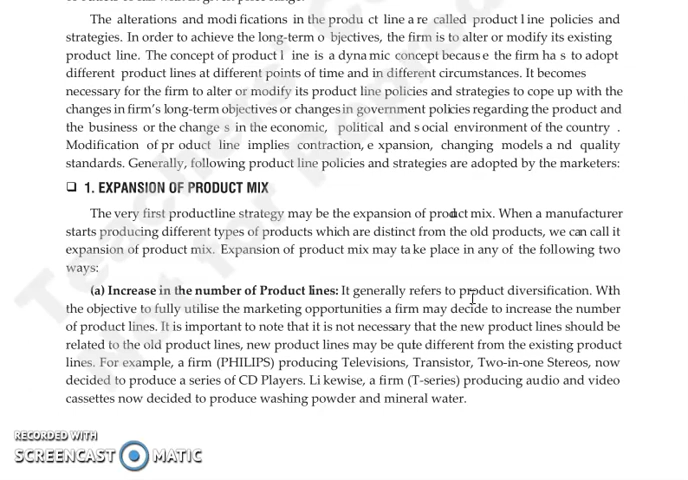 The alterations and modi fications in the produ ct line a re called product l ine policies and
strategies. In order to achieve the long-term o bjectives, the firm is to alter or modify its existing
product line. The concept of product l ine is a dyna mic concept because the firm ha s to adopt
different product lines at different points of time and in different circumstances. It becomes
necessary for the firm to alter or modify its product line policies and strategies to cope up with the
changes in firm's long-term objectives or changes in government policies regarding the product and
the business or the change s in the economic, political and s ocial environment of the country .
Modification of pr oduct line implies contraction, e xpansion, changing models a nd quality
standards. Generally, following product line policies and strategies are adopted by the marketers:
❑ 1. EXPANSION OF PRODUCT MIX
The very first productline strategy may be the expansion of product mix. When a manufacturer
starts producing different types of products which are distinct from the old products, we can call it
expansion of product mix. Expansion of product mix may ta ke place in any of the following two
ways:
(a) Increase in the number of Product lines: It generally refers to product diversification. With
the objective to fully utilise the marketing opportunities a firm may decide to increase the number
of product lines. It is important to note that it is not necessary that the new product lines should be
related to the old product lines, new product lines may be quite different from the existing product
lines. For example, a firm (PHILIPS) producing Televisions, Transistor, Two-in-one Stereos, now
decided to produce a series of CD Players. Li kewise, a firm (T-series) producing audio and video
cassettes now decided to produce washing powder and mineral water.
RECORDED WITH
SCREENCAST MATIC